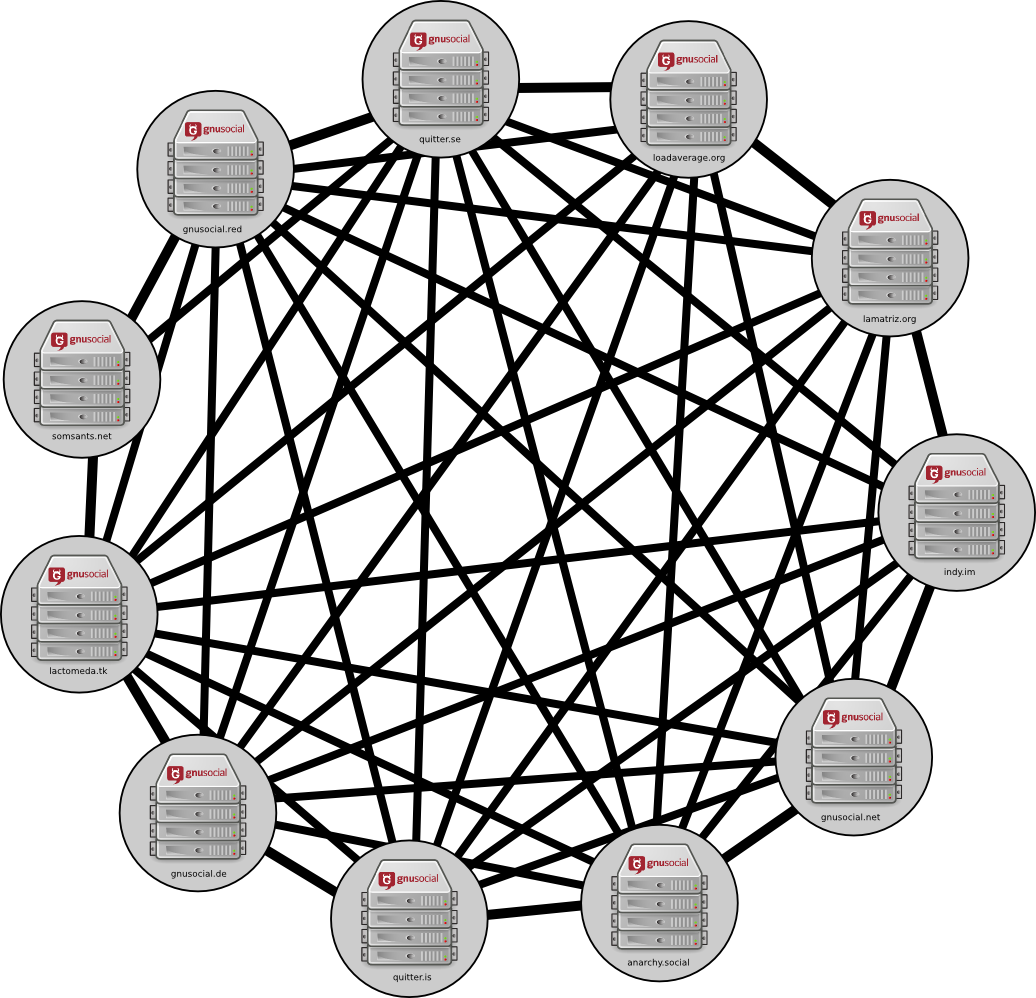 gnusocial
quitter.se
gnusocial
loadaverage.org
gnusocial
gnusocial.red
gnusocial
lamatriz.org
gnusocial
somsants.net
gnusocial
indy.im
gnusocial
lactomeda.tk
gnusocial
gnusocial.net
gnusocial
gnusocial.de
gnusocial
anarchy.social
gnusocial
quitter.is